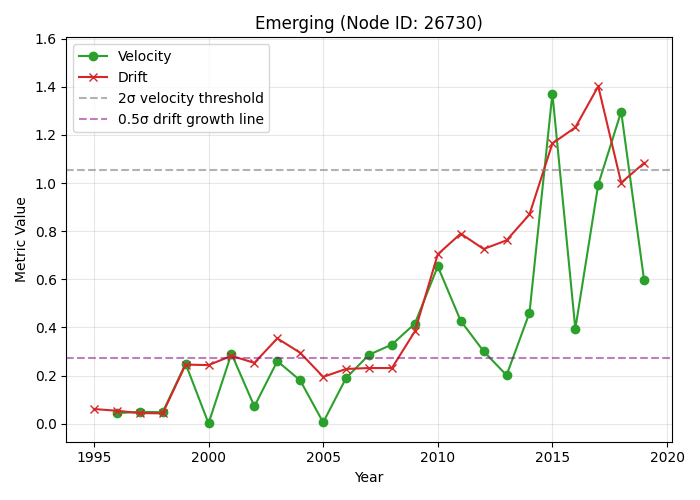 Emerging (Node ID: 26730)
Velocity
Drift
2σ velocity threshold
0.5σ drift growth line
Metric Value
1.6
1.4
1.2
1.0
0.8
0.6
0.4
0.2
0.0
1995 2000 2005 2010 2015 2020
Year